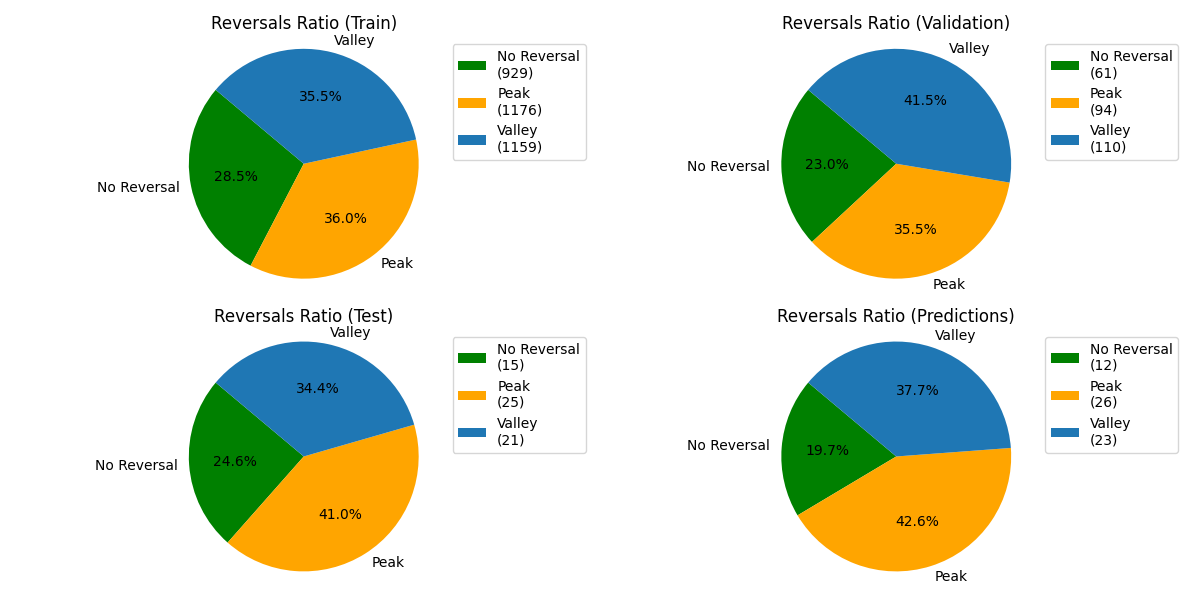 Reversals Ratio (Train)
Valley
35.5%
28.5%
No Reversal
36.0%
Peak
No Reversal
(929)
Peak
(1176)
Valley
(1159)
Reversals Ratio (Validation)
Valley
41.5%
23.0%
No Reversal
35.5%
Peak
No Reversal
(61)
Peak
(94)
Valley
(110)
Reversals Ratio (Test)
Valley
34.4%
24.6%
No Reversal
41.0%
Peak
No Reversal
(15)
Peak
(25)
Valley
(21)
Reversals Ratio (Predictions)
Valley
37.7%
No Reversal
19.7%
42.6%
Peak
No Reversal
(12)
Peak
(26)
Valley
(23)